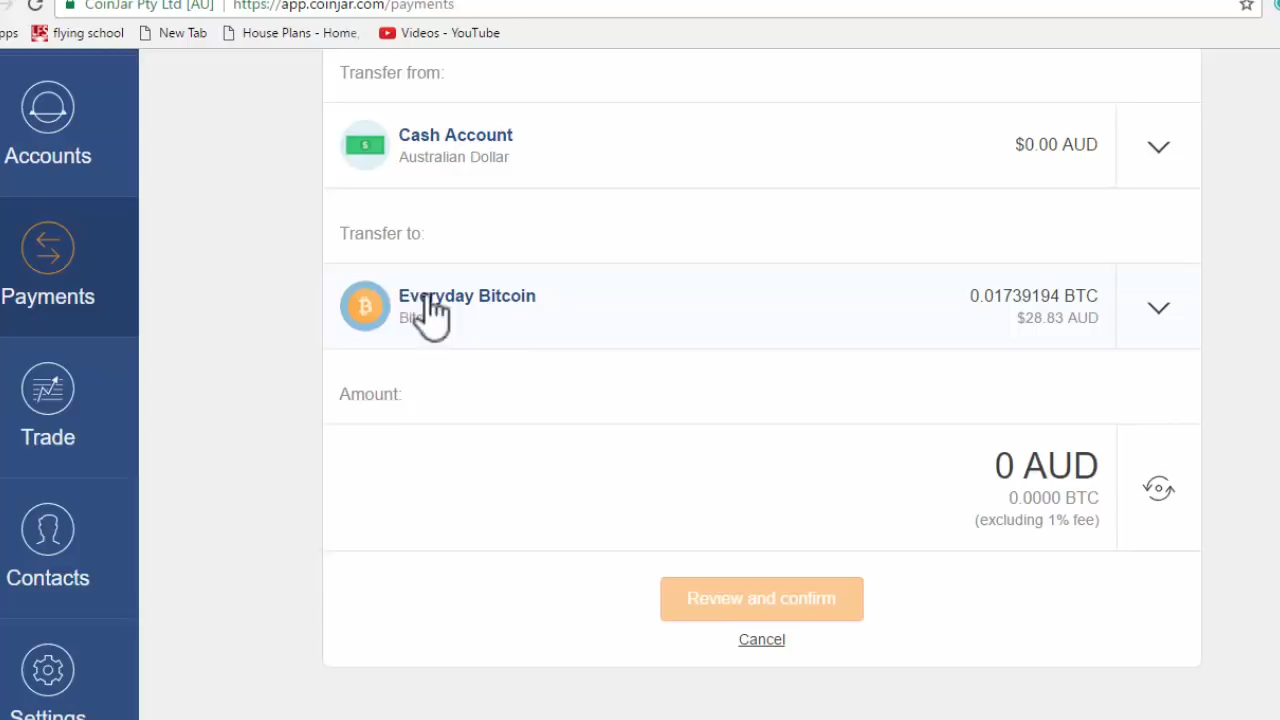 CoinJar Pty Ltd [AU] | https://app.coinjar.com/payments
pps flying school New Tab House Plans - Home, Videos - YouTube
Transfer from:
Accounts
Cash Account
Australian Dollar
$0.00 AUD
Payments
Transfer to:
Everyday Bitcoin
0.01739194 BTC
$28.83 AUD
Trade
Amount:
0 AUD
0.0000 BTC
(excluding 1% fee)
Contacts
Review and confirm
Cancel
Settings